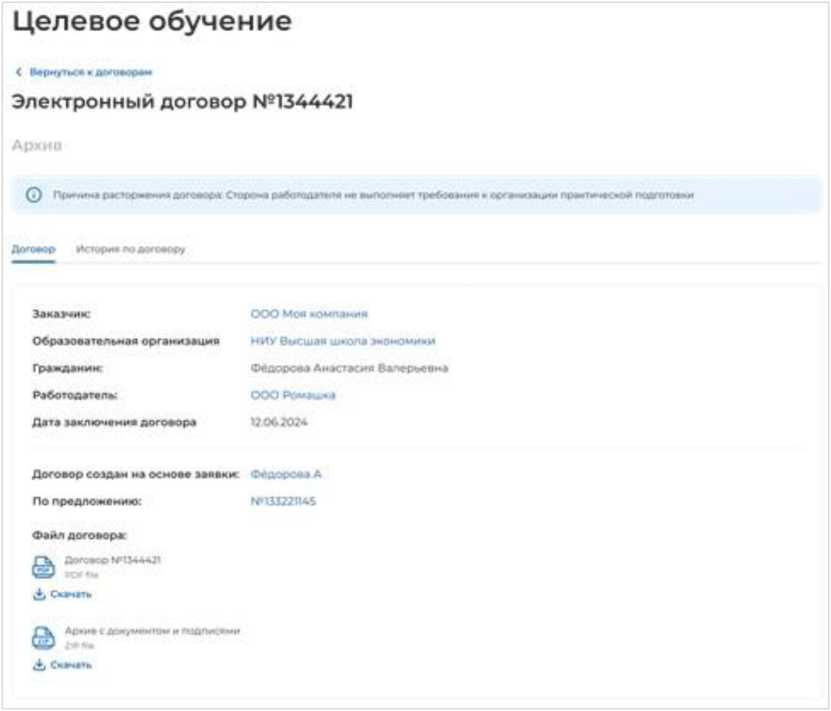 Целевое обучение
Вернуться к договорам
Электронный договор №1344421
Архив
Причина расторжения договора: Сторона работодателя не выполняет требования к организации практической подготовки
Договор История по договору
Заказчик: ООО Моя компания
Образовательная организация НИУ Высшая школа экономики
Гражданин: Фёдорова Анастасия Валерьевна
Работодатель: ООО Ромашка
Дата заключения договора 12.06.2024
Договор создан на основе заявки: Фёдорова А
По предложению: №133221145
Файл договора:
Договор №1344421
PDF file
Скачать
Архив с документом и подписями
ZIP file
Скачать